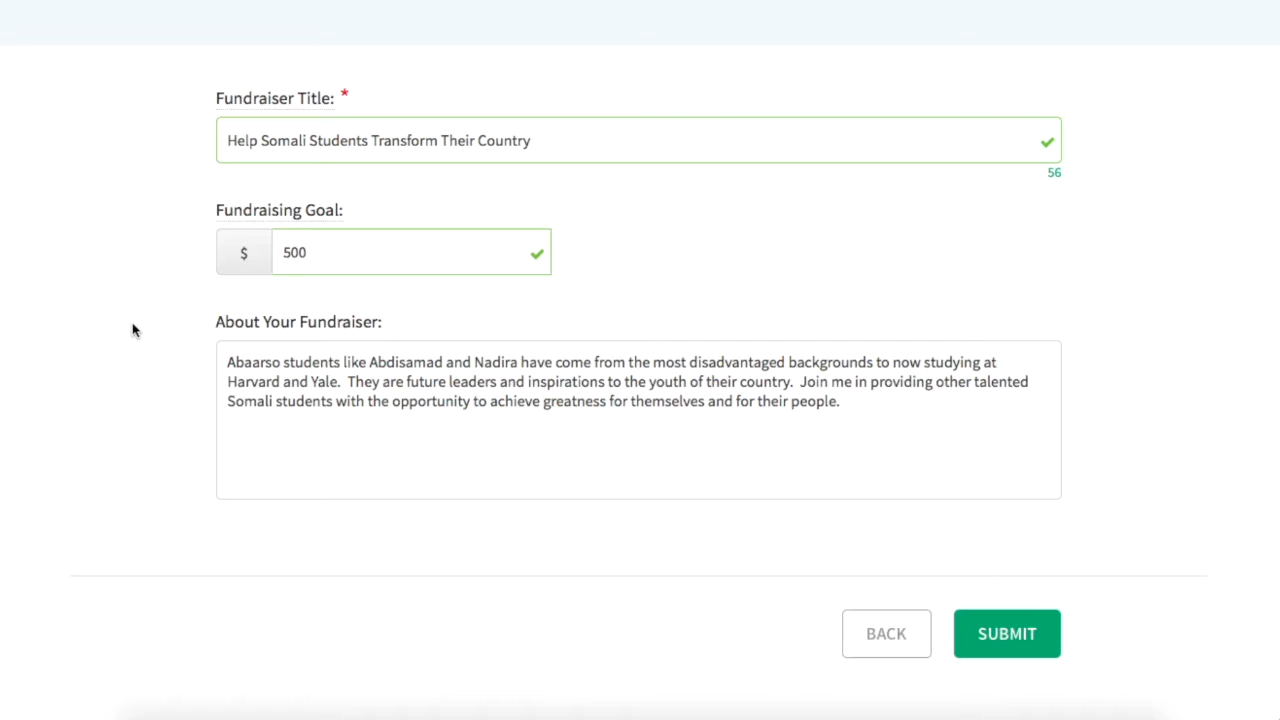 Fundraiser Title: *
Help Somali Students Transform Their Country
56
Fundraising Goal:
$ 500
About Your Fundraiser:
Abaarso students like Abdisamad and Nadira have come from the most disadvantaged backgrounds to now studying at
Harvard and Yale.  They are future leaders and inspirations to the youth of their country.  Join me in providing other talented
Somali students with the opportunity to achieve greatness for themselves and for their people.
BACK SUBMIT